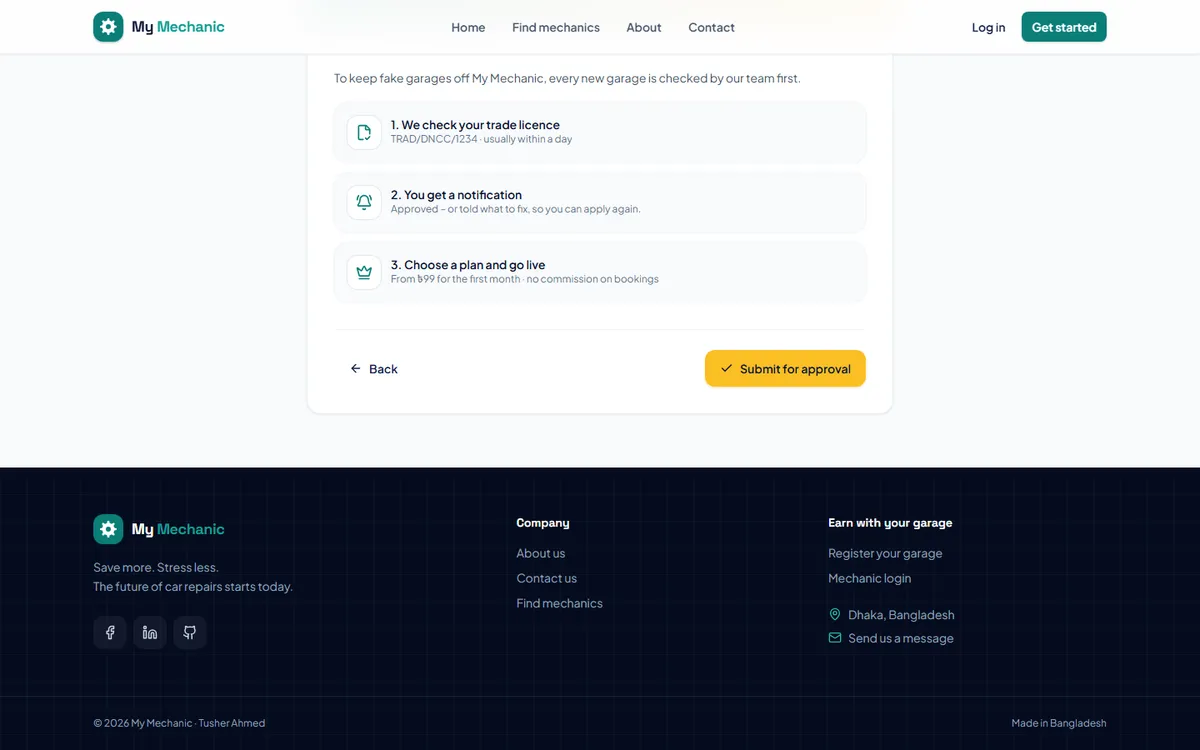 My Mechanic
Home
Find mechanics
About
Contact
Log in
Get started
To keep fake garages off My Mechanic, every new garage is checked by our team first.
1. We check your trade licence
TRAD/DNCC/1234 · usually within a day
2. You get a notification
Approved – or told what to fix, so you can apply again.
3. Choose a plan and go live
From ৳99 for the first month · no commission on bookings
Back
Submit for approval
My Mechanic
Save more. Stress less.
The future of car repairs starts today.
Company
About us
Contact us
Find mechanics
Earn with your garage
Register your garage
Mechanic login
Dhaka, Bangladesh
Send us a message
© 2026 My Mechanic · Tusher Ahmed
Made in Bangladesh